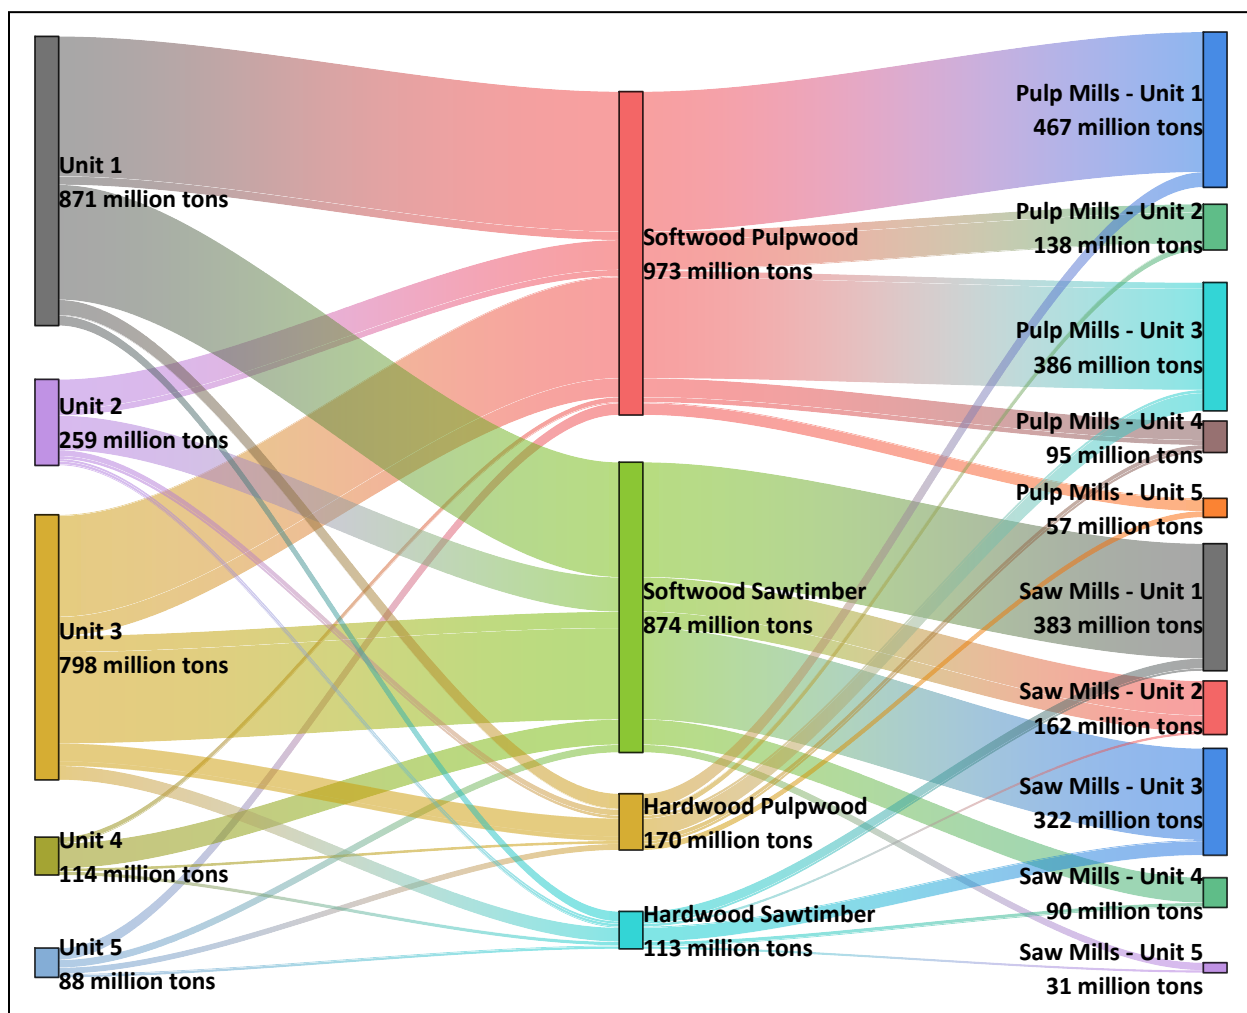 Unit 1
871 million tons
Unit 2
259 million tons
Unit 3
798 million tons
Unit 4
114 million tons
Unit 5
88 million tons
Softwood Pulpwood
973 million tons
Softwood Sawtimber
874 million tons
Hardwood Pulpwood
170 million tons
Hardwood Sawtimber
113 million tons
Pulp Mills - Unit 1
467 million tons
Pulp Mills - Unit 2
138 million tons
Pulp Mills - Unit 3
386 million tons
Pulp Mills - Unit 4
95 million tons
Pulp Mills - Unit 5
57 million tons
Saw Mills - Unit 1
383 million tons
Saw Mills - Unit 2
162 million tons
Saw Mills - Unit 3
322 million tons
Saw Mills - Unit 4
90 million tons
Saw Mills - Unit 5
31 million tons